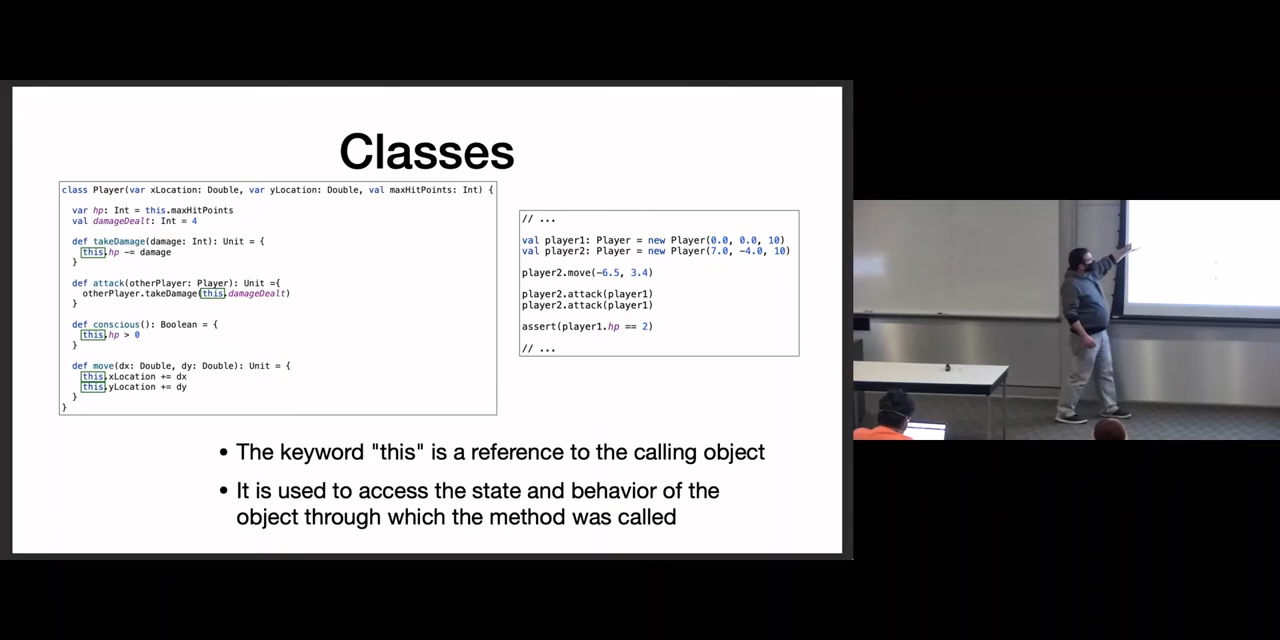 Classes
class Player(var xLocation: Double, var yLocation: Double, val maxHitPoints: Int) {
var hp: Int = this.maxHitPoints
val damageDealt: Int = 4
def takeDamage(damage: Int): Unit = {
this.hp -= damage
}
def attack(otherPlayer: Player): Unit ={
otherPlayer.takeDamage(this.damageDealt)
}
def conscious(): Boolean = {
this.hp > 0
}
def move(dx: Double, dy: Double): Unit = {
this.xLocation += dx
this.yLocation += dy
}
}
// ...
val player1: Player = new Player(0.0, 0.0, 10)
val player2: Player = new Player(7.0, -4.0, 10)
player2.move(-6.5, 3.4)
player2.attack(player1)
player2.attack(player1)
assert(player1.hp == 2)
// ...
• The keyword "this" is a reference to the calling object
• It is used to access the state and behavior of the
object through which the method was called